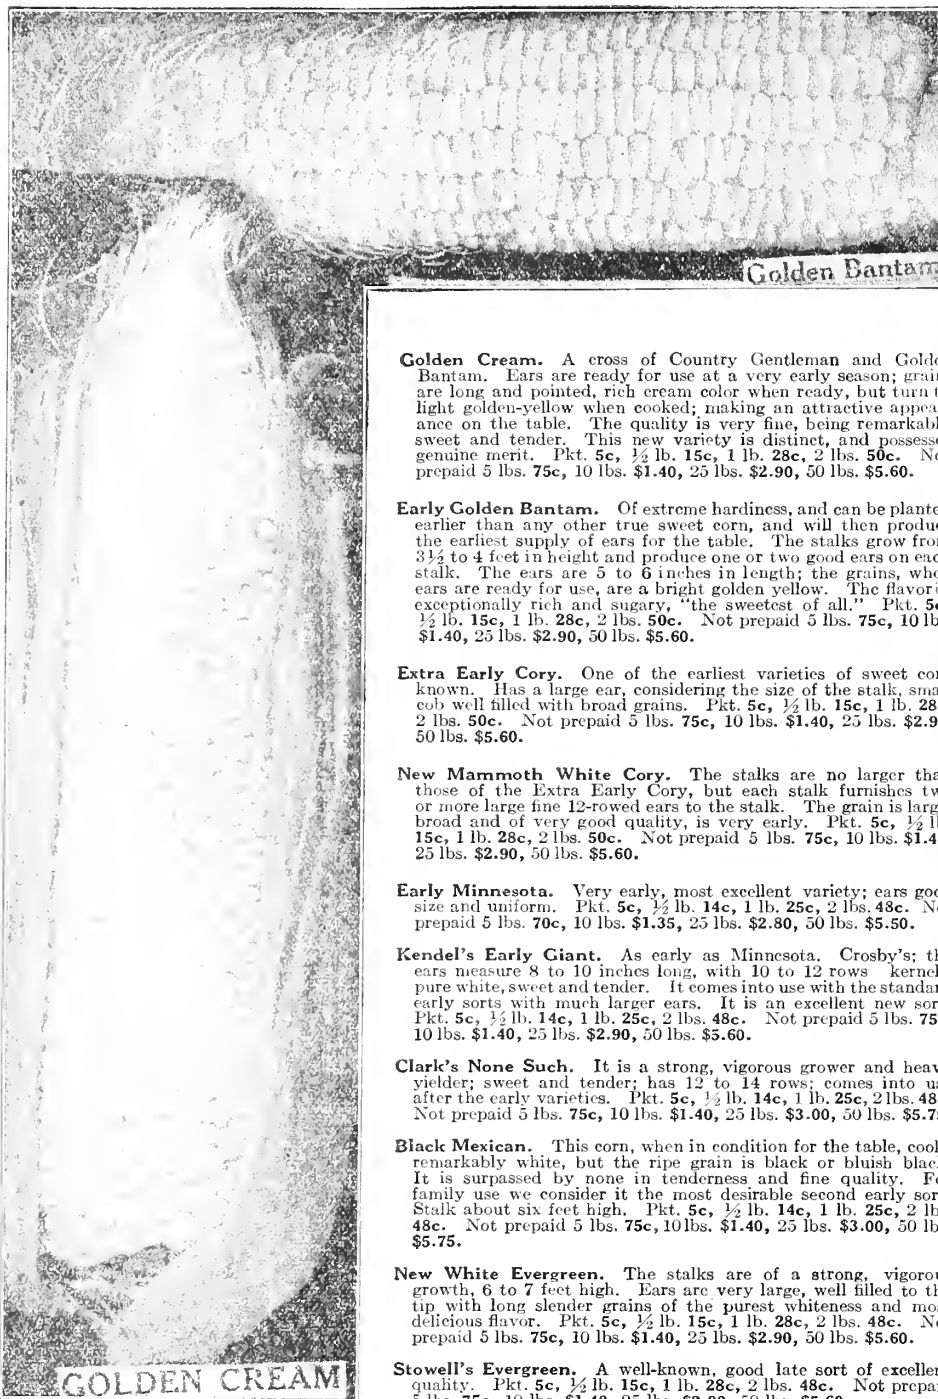 Golden Bantam
Golden Cream. A cross of Country Gentleman and Golde
Bantam. Ears are ready for use at a very early season; grain
are long and pointed, rich cream color when ready, but turn t
light golden-yellow when cooked; making an attractive appea
ance on the table. The quality is very fine, being remarkabl
sweet and tender. This new variety is distinct, and possesse
genuine merit. Pkt. 5c, ½ lb. 15c, 1 lb. 28c, 2 lbs. 50c. No
prepaid 5 lbs. 75c, 10 lbs. $1.40, 25 lbs. $2.90, 50 lbs. $5.60.
Early Golden Bantam. Of extreme hardiness, and can be plante
earlier than any other true sweet corn, and will then produc
the earliest supply of ears for the table. The stalks grow from
3½ to 4 feet in height and produce one or two good ears on eac
stalk. The ears are 5 to 6 inches in length; the grains, whe
ears are ready for use, are a bright golden yellow. The flavor i
exceptionally rich and sugary, "the sweetest of all." Pkt. 5c
½ lb. 15c, 1 lb. 28c, 2 lbs. 50c. Not prepaid 5 lbs. 75c, 10 lb
$1.40, 25 lbs. $2.90, 50 lbs. $5.60.
Extra Early Cory. One of the earliest varieties of sweet cor
known. Has a large ear, considering the size of the stalk, sma
cob well filled with broad grains. Pkt. 5c, ½ lb. 15c, 1 lb. 28
2 lbs. 50c. Not prepaid 5 lbs. 75c, 10 lbs. $1.40, 25 lbs. $2.9
50 lbs. $5.60.
New Mammoth White Cory. The stalks are no larger tha
those of the Extra Early Cory, but each stalk furnishes tw
or more large fine 12-rowed ears to the stalk. The grain is larg
broad and of very good quality, is very early. Pkt. 5c, ½ l
15c, 1 lb. 28c, 2 lbs. 50c. Not prepaid 5 lbs. 75c, 10 lbs. $1.4
25 lbs. $2.90, 50 lbs. $5.60.
Early Minnesota. Very early, most excellent variety; ears goo
size and uniform. Pkt. 5c, ½ lb. 14c, 1 lb. 25c, 2 lbs. 48c. No
prepaid 5 lbs. 70c, 10 lbs. $1.35, 25 lbs. $2.80, 50 lbs. $5.50.
Kendel's Early Giant. As early as Minnesota. Crosby's; th
ears measure 8 to 10 inches long, with 10 to 12 rows kernel
pure white, sweet and tender. It comes into use with the standar
early sorts with much larger ears. It is an excellent new sor
Pkt. 5c, ½ lb. 14c, 1 lb. 25c, 2 lbs. 48c. Not prepaid 5 lbs. 75
10 lbs. $1.40, 25 lbs. $2.90, 50 lbs. $5.60.
Clark's None Such. It is a strong, vigorous grower and heav
yielder; sweet and tender; has 12 to 14 rows; comes into us
after the early varieties. Pkt. 5c, ½ lb. 14c, 1 lb. 25c, 2 lbs. 48
Not prepaid 5 lbs. 75c, 10 lbs. $1.40, 25 lbs. $3.00, 50 lbs. $5.7
Black Mexican. This corn, when in condition for the table, cook
remarkably white, but the ripe grain is black or bluish blac
It is surpassed by none in tenderness and fine quality. Fo
family use we consider it the most desirable second early sor
Stalk about six feet high. Pkt. 5c, ½ lb. 14c, 1 lb. 25c, 2 lb
48c. Not prepaid 5 lbs. 75c, 10 lbs. $1.40, 25 lbs. $3.00, 50 lb
$5.75.
New White Evergreen. The stalks are of a strong, vigorou
growth, 6 to 7 feet high. Ears are very large, well filled to th
tip with long slender grains of the purest whiteness and mo
delicious flavor. Pkt. 5c, ½ lb. 15c, 1 lb. 28c, 2 lbs. 48c. No
prepaid 5 lbs. 75c, 10 lbs. $1.40, 25 lbs. $2.90, 50 lbs. $5.60.
Stowell's Evergreen. A well-known, good late sort of excellen
quality. Pkt. 5c, ½ lb. 15c, 1 lb. 28c, 2 lbs. 48c. Not prepai
GOLDEN CREAM